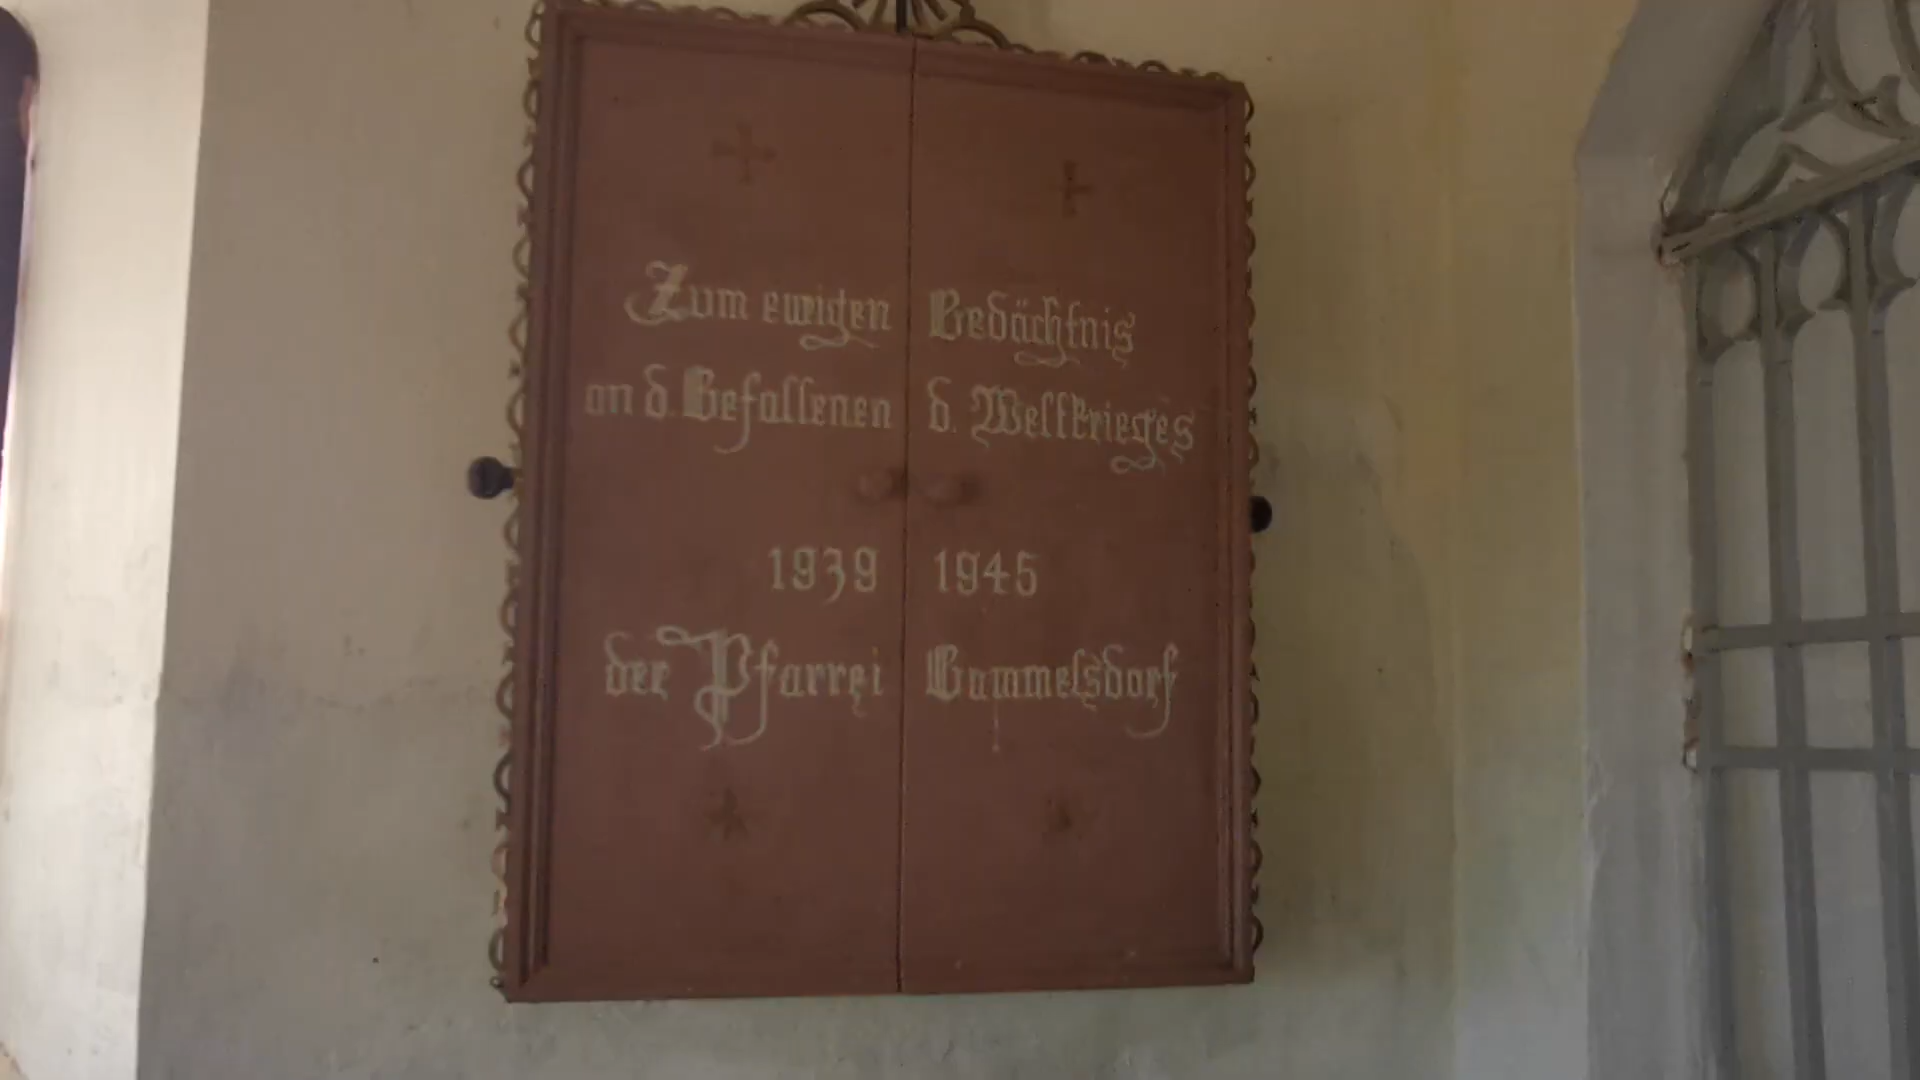 Zum ewigen Gedächtnis
an d. Gefallenen d. Weltkrieges
1939 1945
der Pfarrei Gammelsdorf